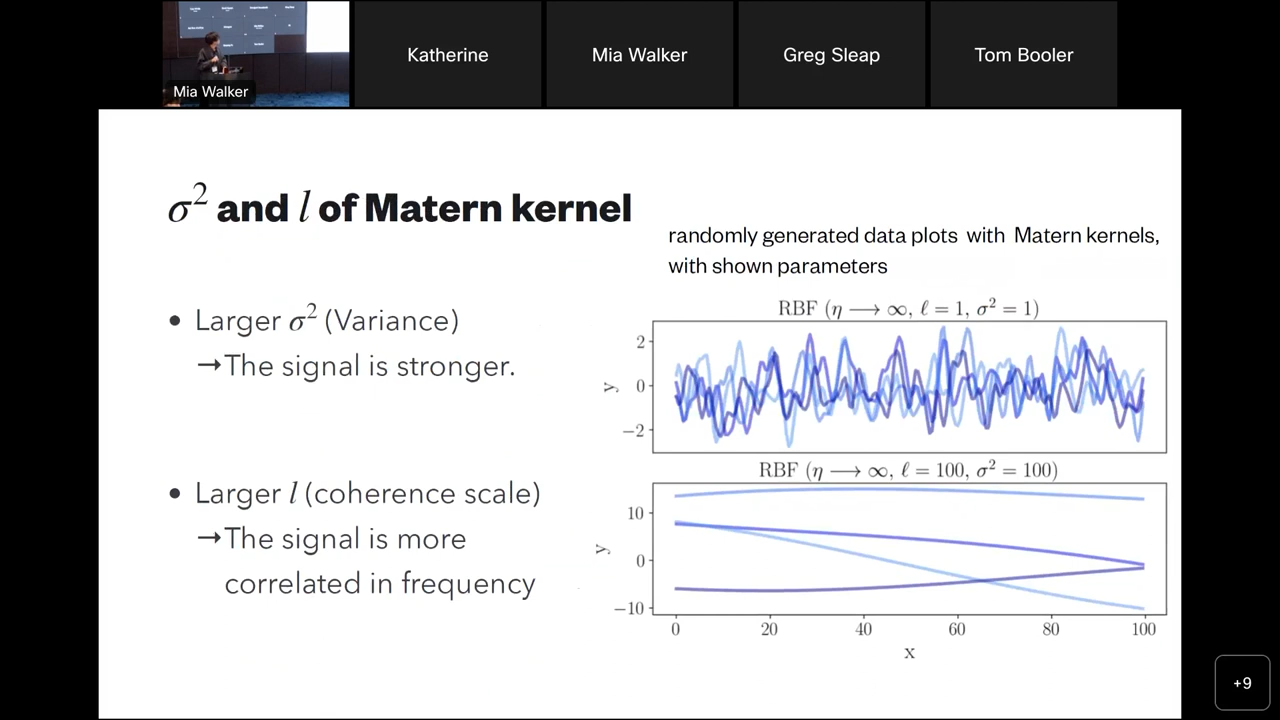 Mia Walker
Katherine
Mia Walker
Greg Sleap
Tom Booler
σ² and l of Matern kernel
randomly generated data plots with Matern kernels,
with shown parameters
• Larger σ² (Variance)
→The signal is stronger.
• Larger l (coherence scale)
→The signal is more
correlated in frequency
RBF (η ⟶ ∞, ℓ = 1, σ² = 1)
2
0
−2
y
RBF (η ⟶ ∞, ℓ = 100, σ² = 100)
10
0
−10
y
0 20 40 60 80 100
x
+9